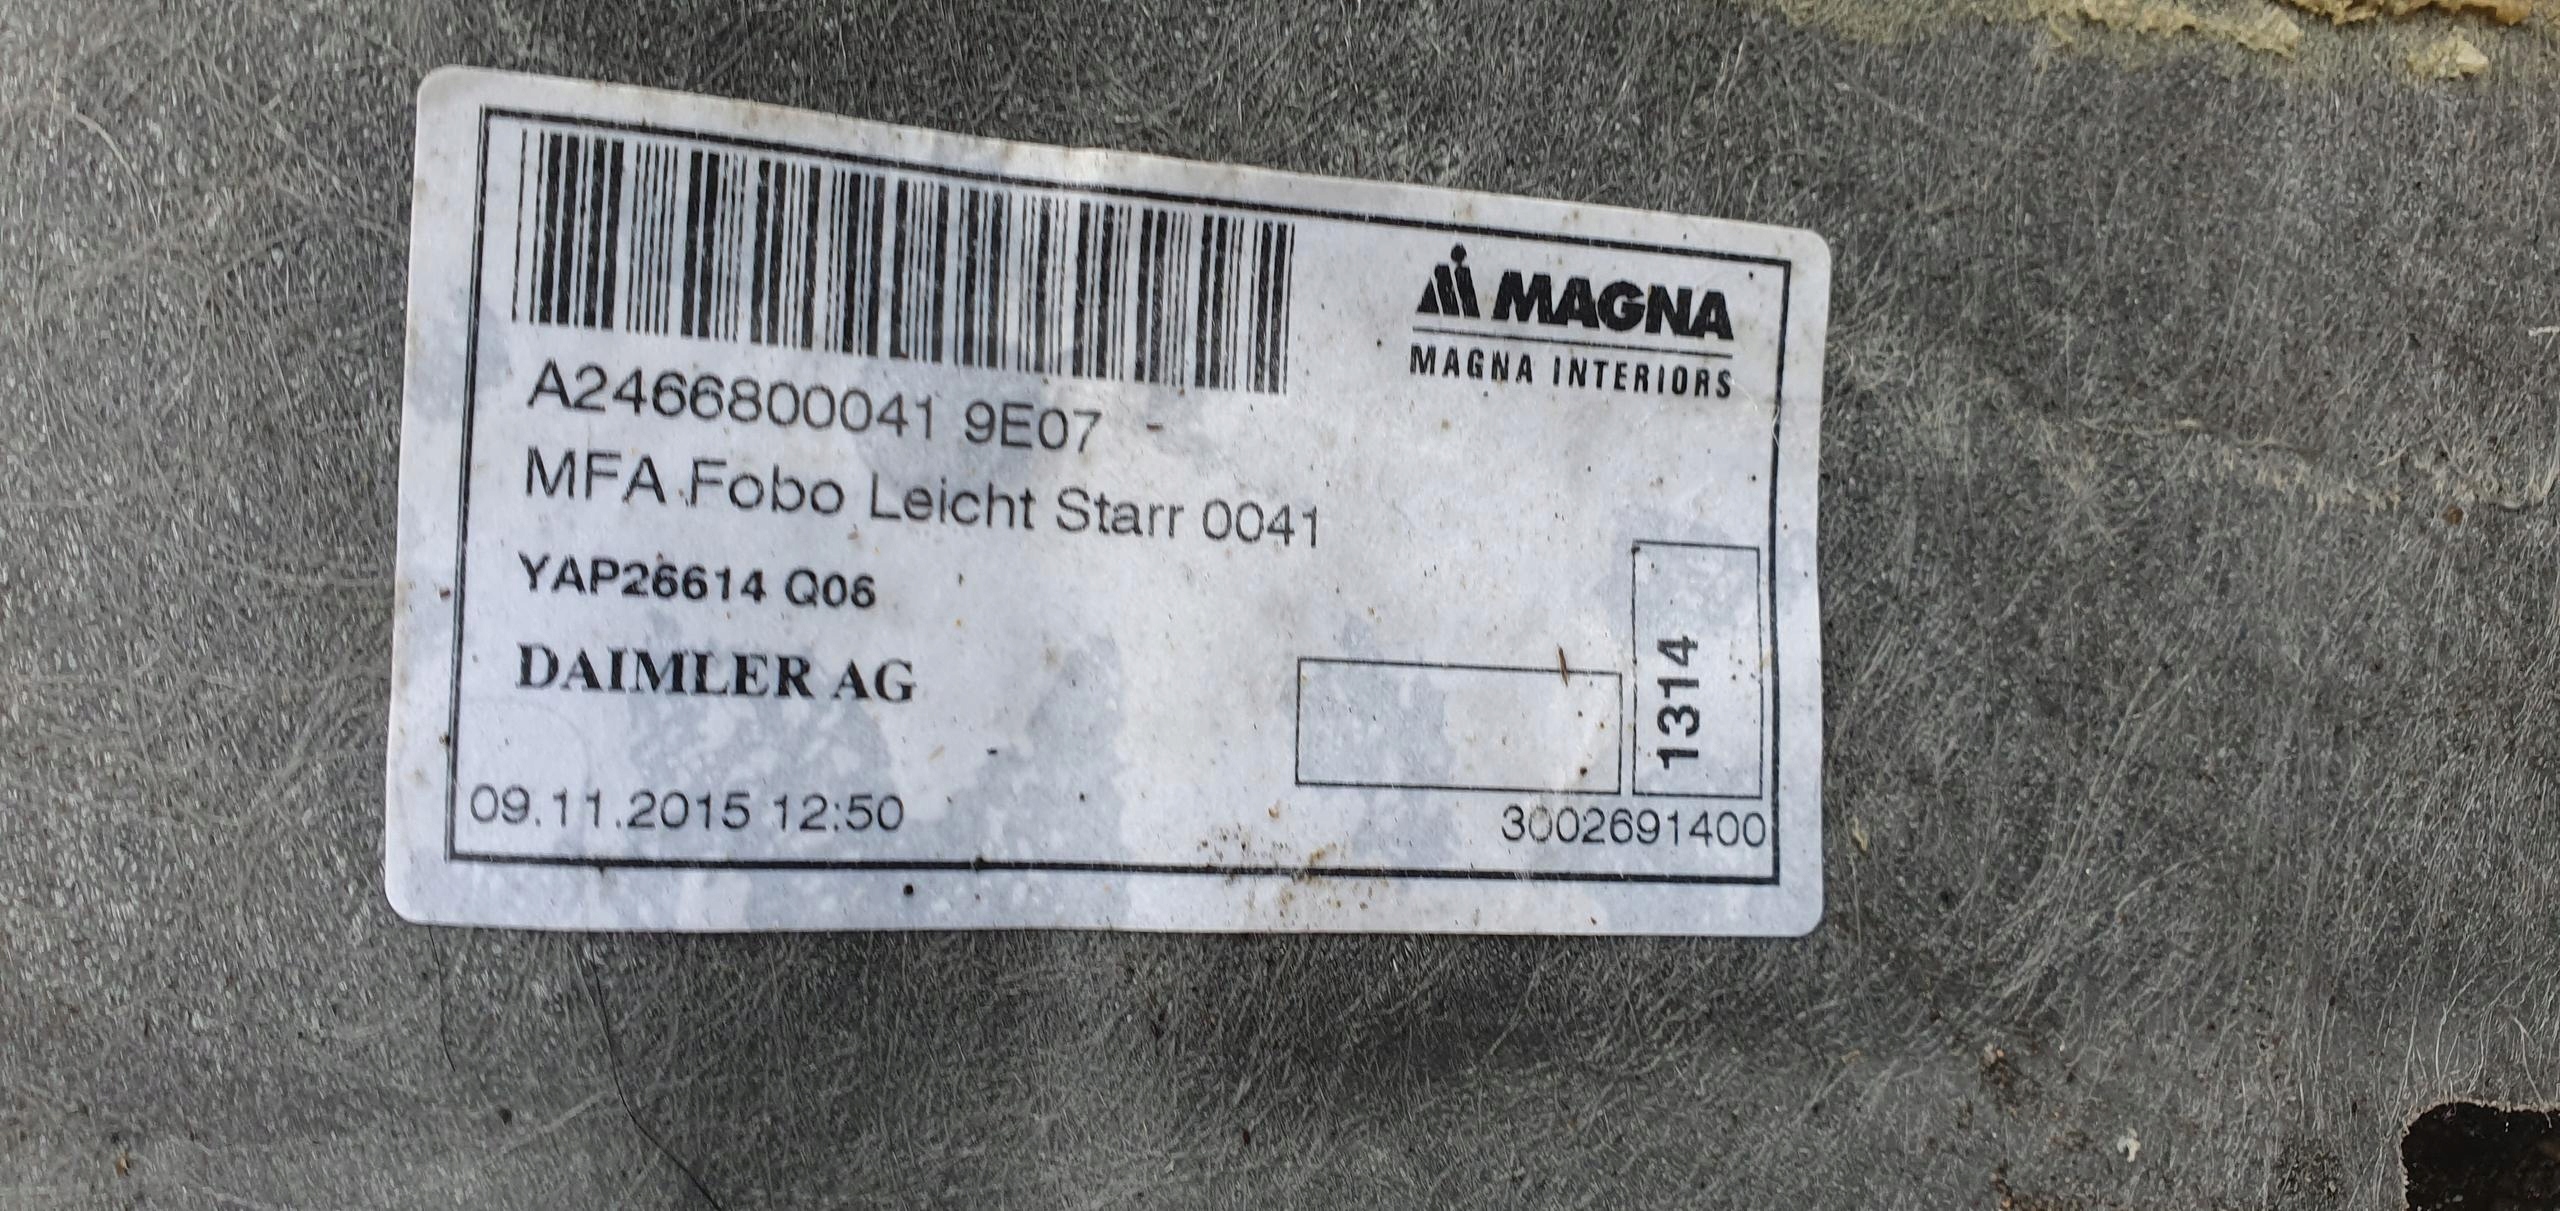 MAGNA
MAGNA INTERIORS
A2466800041 9E07 -
MFA Fobo Leicht Starr 0041
YAP26614 Q06
DAIMLER AG
1314
09.11.2015 12:50
3002691400